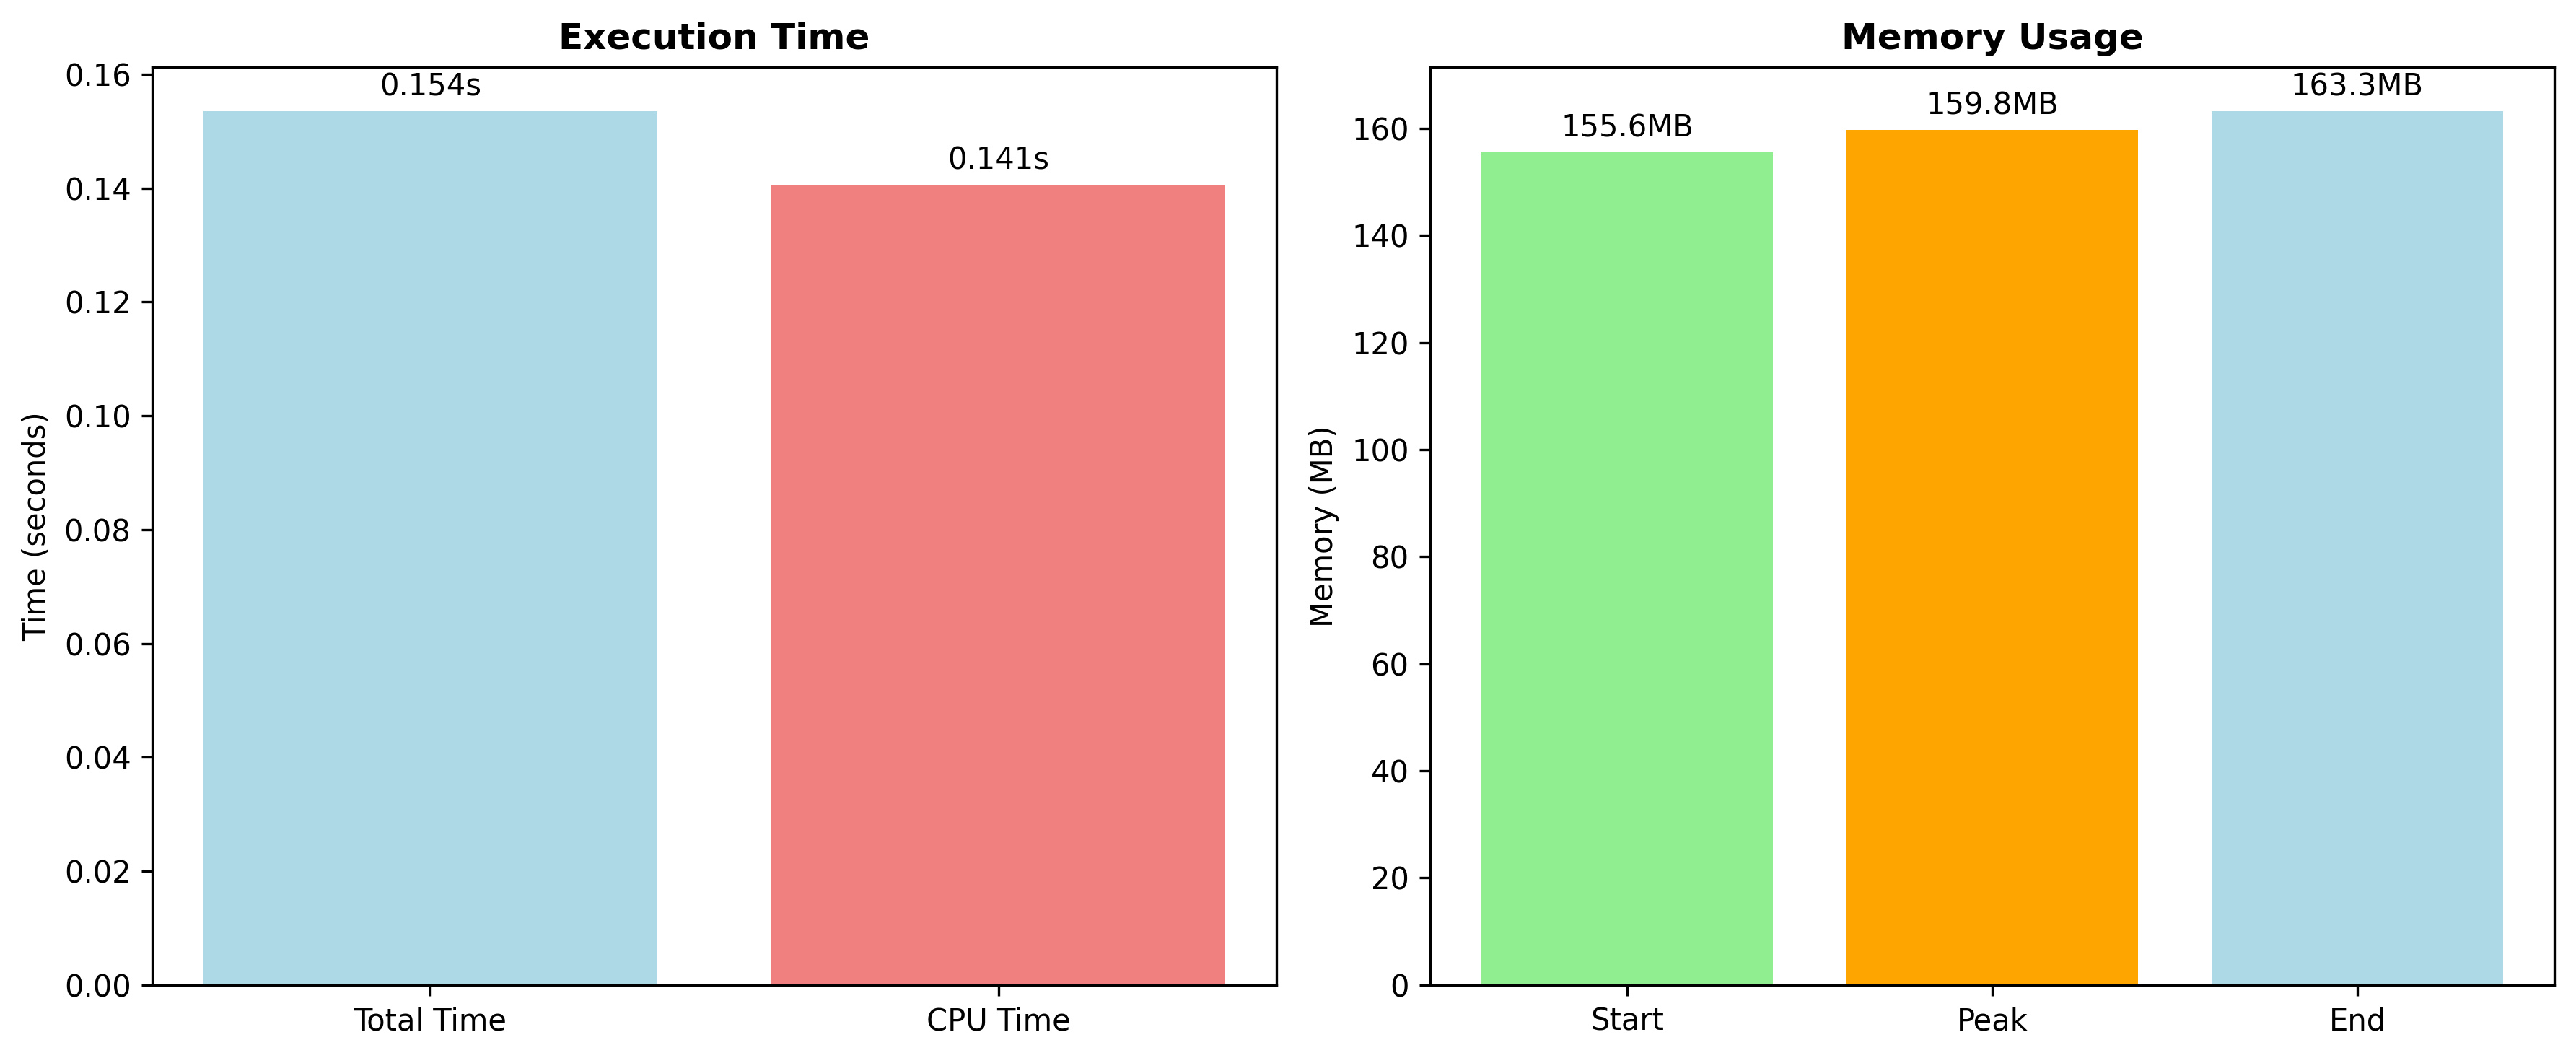 Execution Time
0.16
0.14
0.12
0.10
0.08
0.06
0.04
0.02
0.00
Time (seconds)
0.154s
0.141s
Total Time
CPU Time
Memory Usage
160
140
120
100
80
60
40
20
0
Memory (MB)
155.6MB
159.8MB
163.3MB
Start
Peak
End